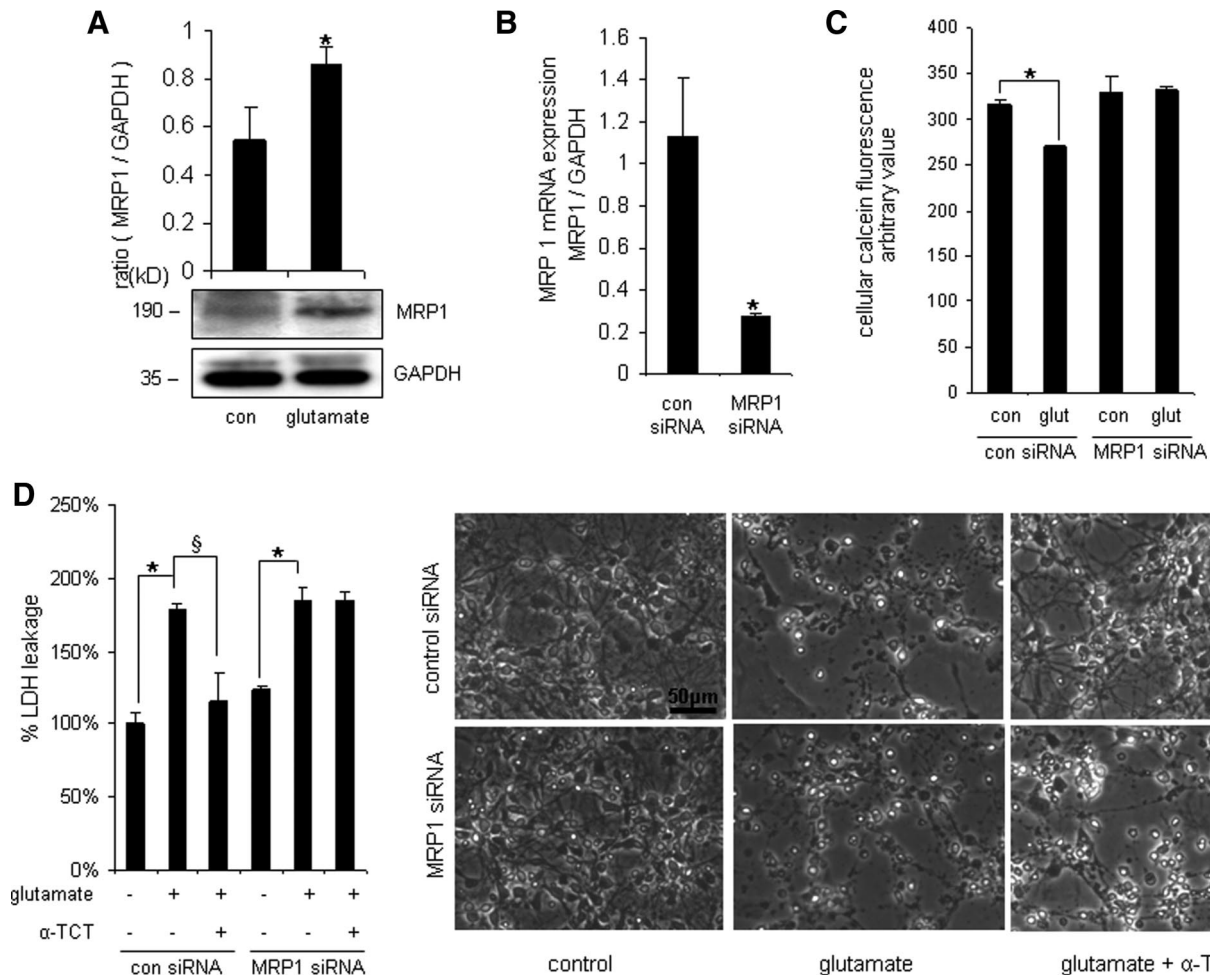 A
ratio ( MRP1 / GAPDH )
1
0.8
0.6
0.4
0.2
0
*
(kD)
190 –
MRP1
35 –
GAPDH
con
glutamate
B
MRP 1 mRNA expression
MRP1 / GAPDH
1.6
1.4
1.2
1
0.8
0.6
0.4
0.2
0
*
con
siRNA
MRP1
siRNA
C
cellular calcein fluorescence
arbitrary value
400
350
300
250
200
150
100
50
0
*
con glut con glut
con siRNA MRP1 siRNA
D
% LDH leakage
250%
200%
150%
100%
50%
0%
* § *
glutamate - + + - + +
α-TCT - - + - - +
con siRNA MRP1 siRNA
control siRNA
50μm
MRP1 siRNA
control
glutamate
glutamate + α-T